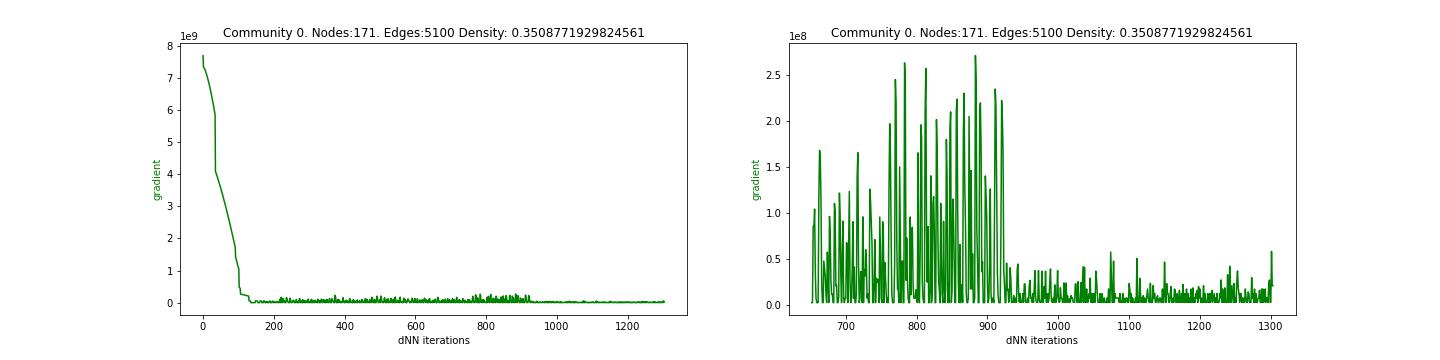 Community 0. Nodes:171. Edges:5100 Density: 0.3508771929824561
1e9
8
7
6
5
4
3
2
1
0
gradient
0 200 400 600 800 1000 1200
dNN iterations
Community 0. Nodes:171. Edges:5100 Density: 0.3508771929824561
1e8
2.5
2.0
1.5
1.0
0.5
0.0
gradient
700 800 900 1000 1100 1200 1300
dNN iterations